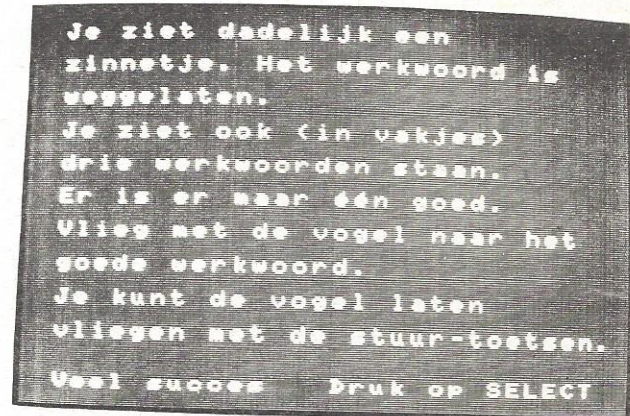 Je ziet dadelijk een
zinnetje. Het werkwoord is
weggelaten.
Je ziet ook (in vakjes)
drie werkwoorden staan.
Er is er maar één goed.
Vlieg met de vogel naar het
goede werkwoord.
Je kunt de vogel laten
vliegen met de stuur-toetsen.
Veel succes Druk op SELECT